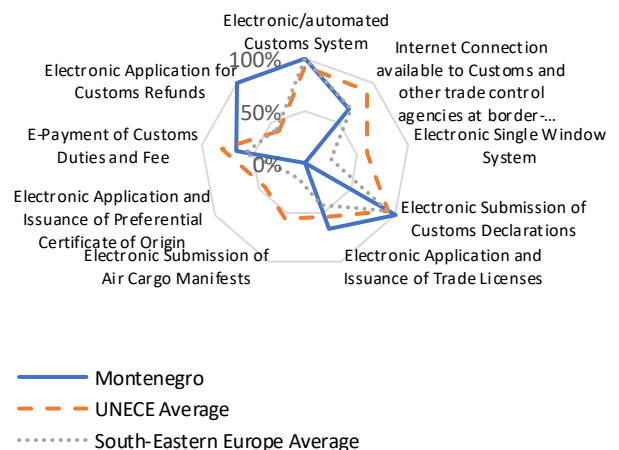 Electronic/automated
Customs System
Internet Connection
available to Customs and
other trade control
agencies at border-...
Electronic Single Window
System
Electronic Submission of
Customs Declarations
Electronic Application and
Issuance of Trade Licenses
Electronic Submission of
Air Cargo Manifests
Electronic Application and
Issuance of Preferential
Certificate of Origin
E-Payment of Customs
Duties and Fee
Electronic Application for
Customs Refunds
100%
50%
0%
Montenegro
UNECE Average
South-Eastern Europe Average